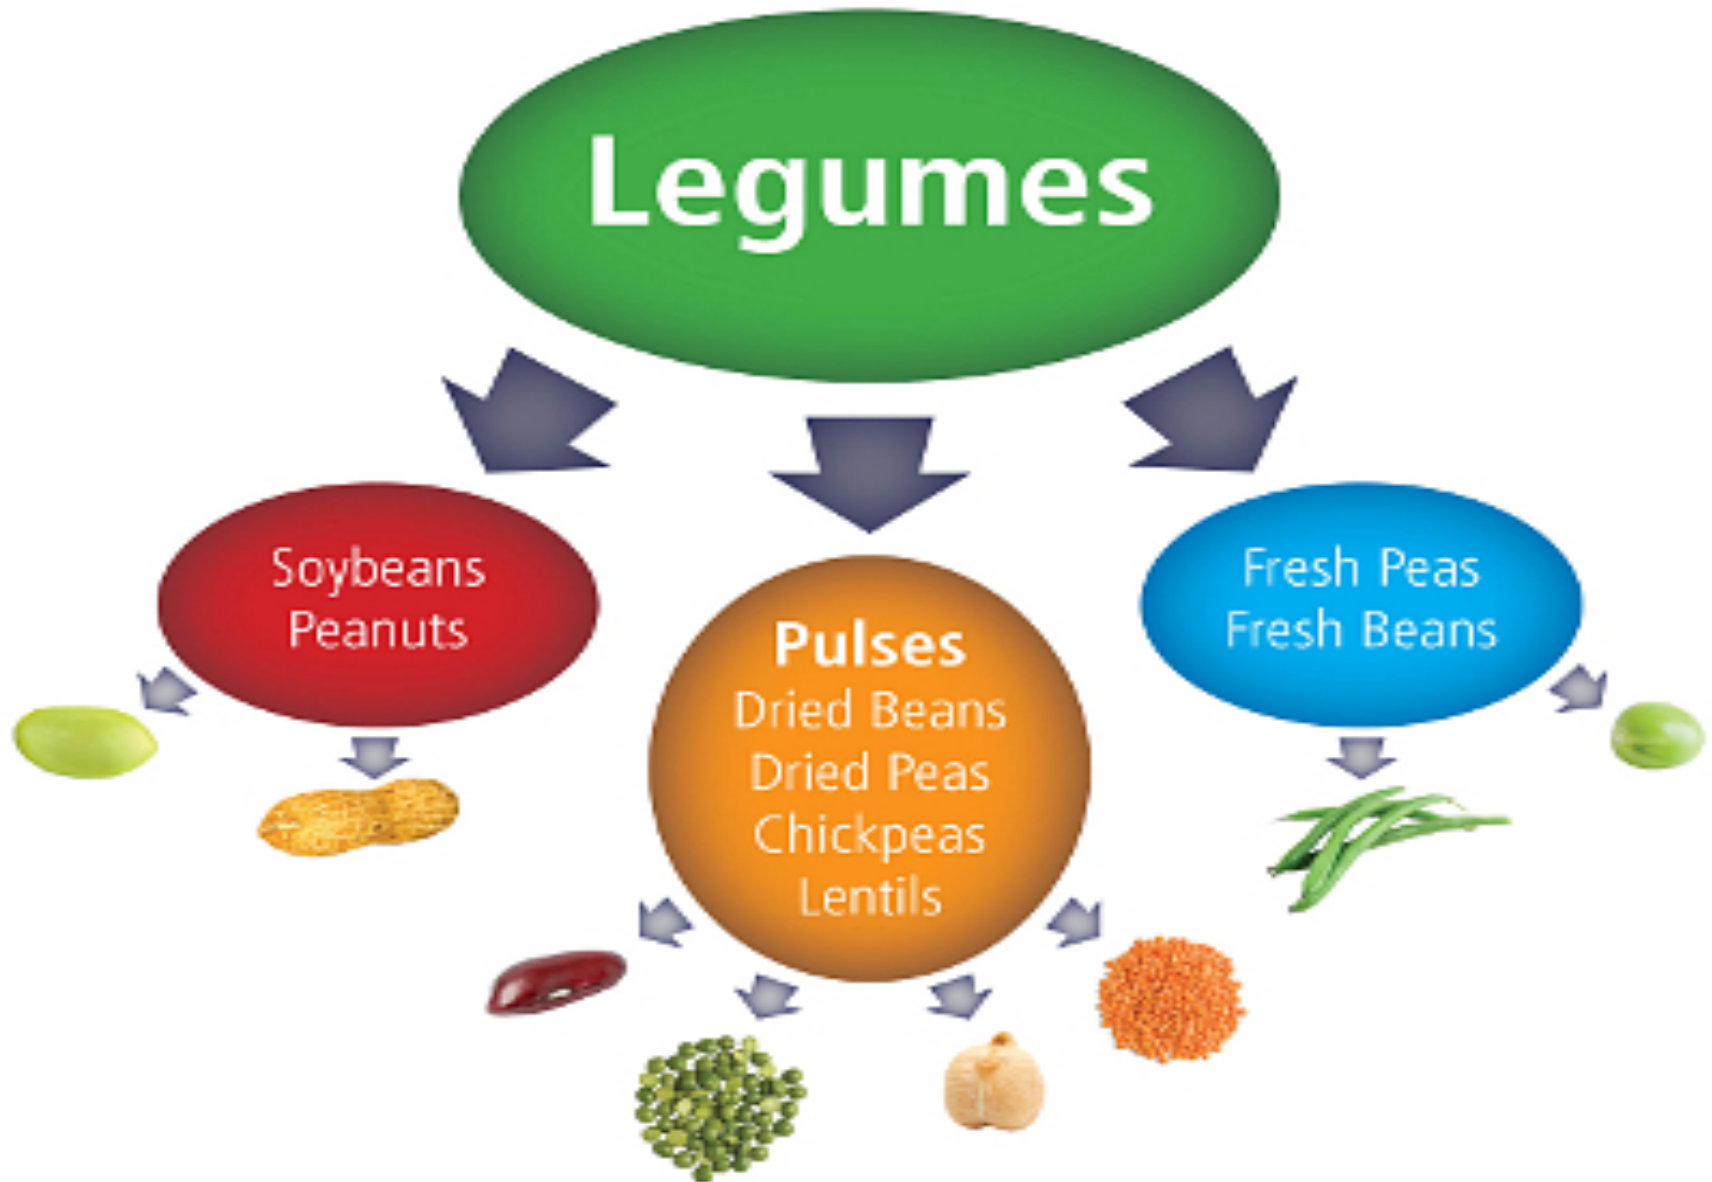 Legumes
Soybeans
Peanuts
Pulses
Dried Beans
Dried Peas
Chickpeas
Lentils
Fresh Peas
Fresh Beans